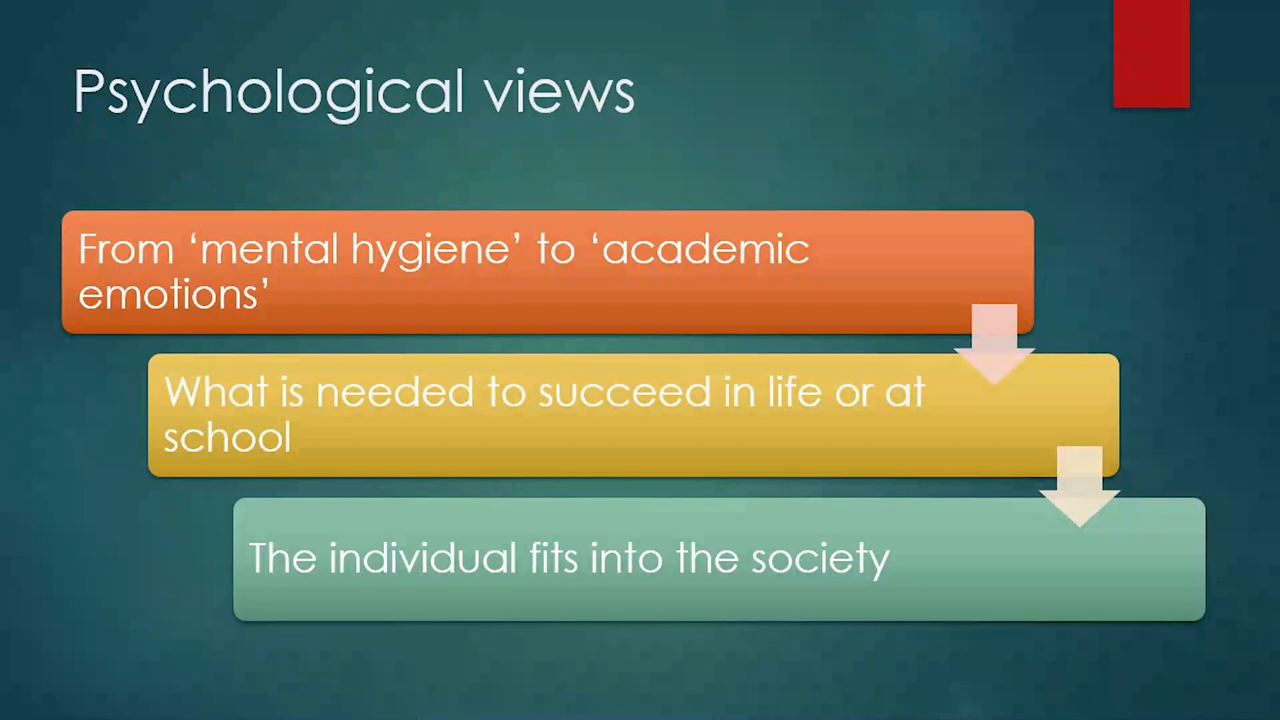 Psychological views
From ‘mental hygiene’ to ‘academic
emotions’
What is needed to succeed in life or at
school
The individual fits into the society